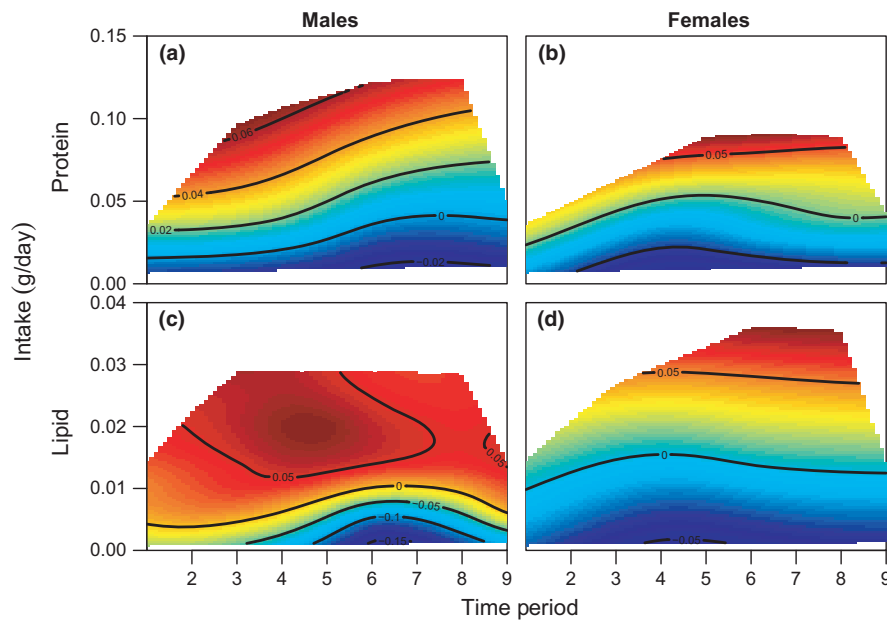 Males
Females
0.15
(a)
(b)
0.10
0.05
0.00
Protein
0.06
0.04
0.02
0
−0.02
0.05
0
0.04
(c)
(d)
0.03
0.02
0.01
0.00
Lipid
0.05
0.05
0
−0.05
−0.1
−0.15
0.05
0
−0.05
Intake (g/day)
2 3 4 5 6 7 8 9
2 3 4 5 6 7 8 9
Time period